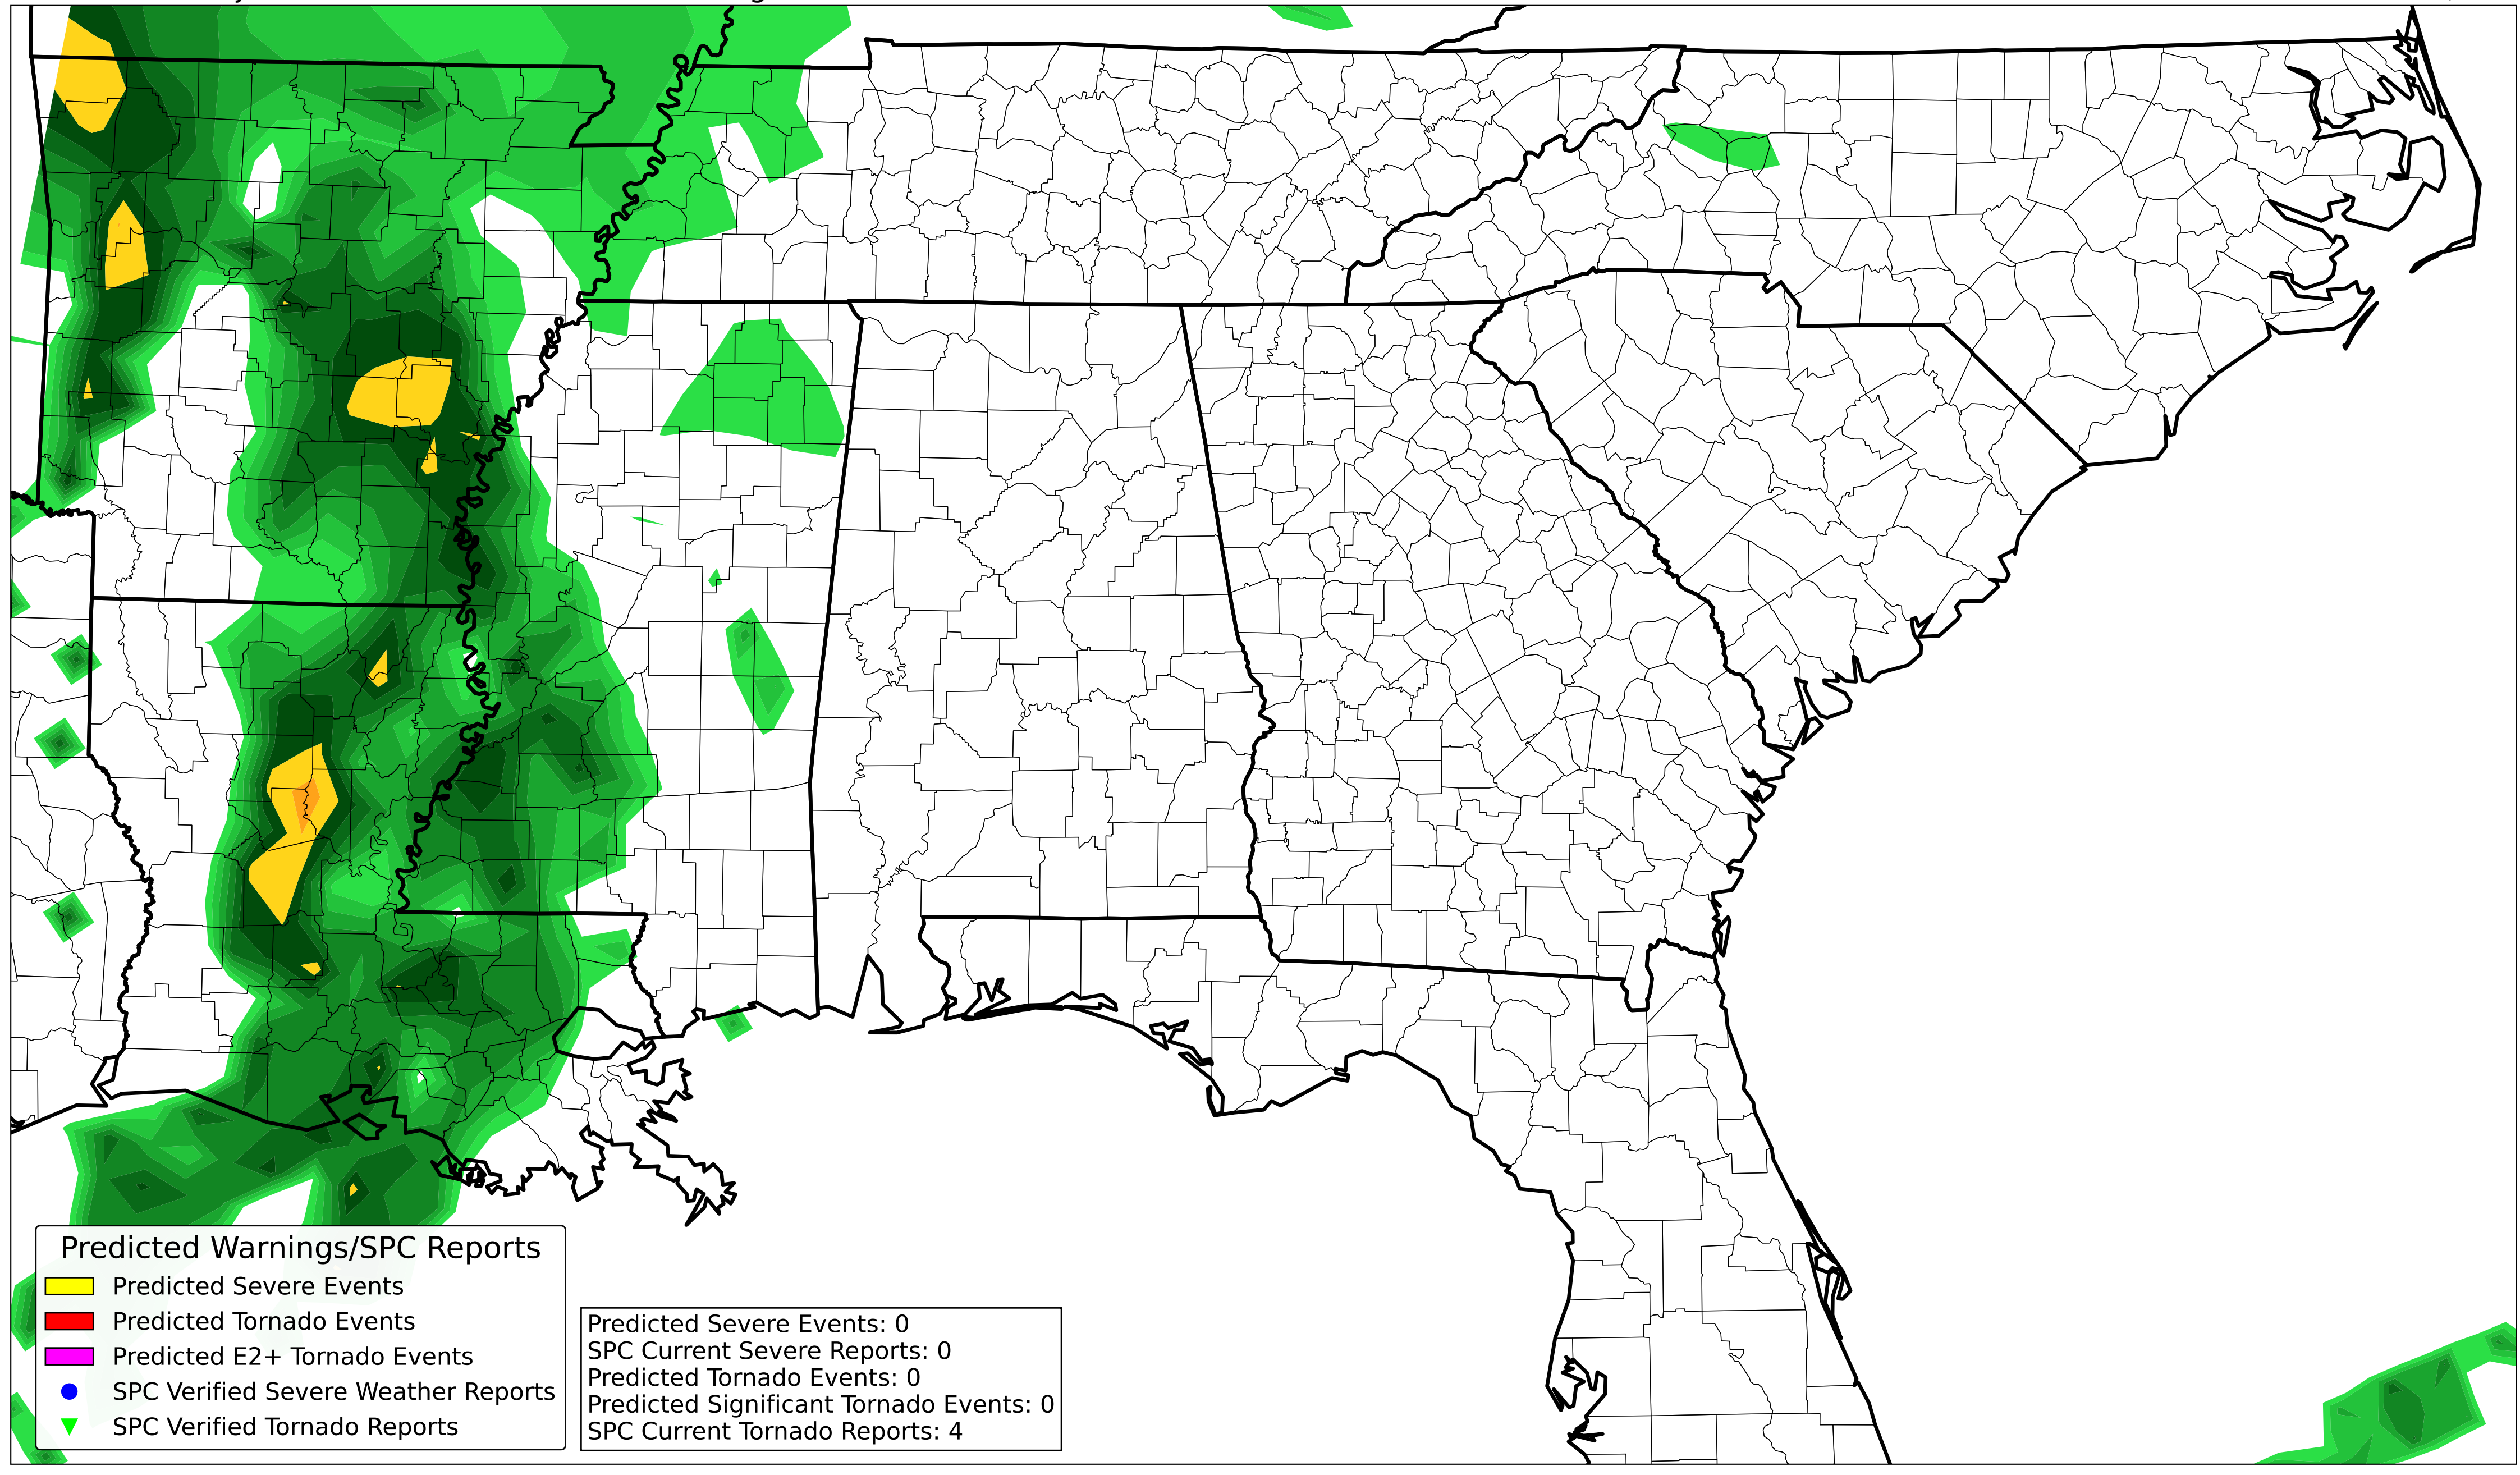 Predicted Warnings/SPC Reports
Predicted Severe Events
Predicted Tornado Events
Predicted E2+ Tornado Events
SPC Verified Severe Weather Reports
SPC Verified Tornado Reports
Predicted Severe Events: 0
SPC Current Severe Reports: 0
Predicted Tornado Events: 0
Predicted Significant Tornado Events: 0
SPC Current Tornado Reports: 4